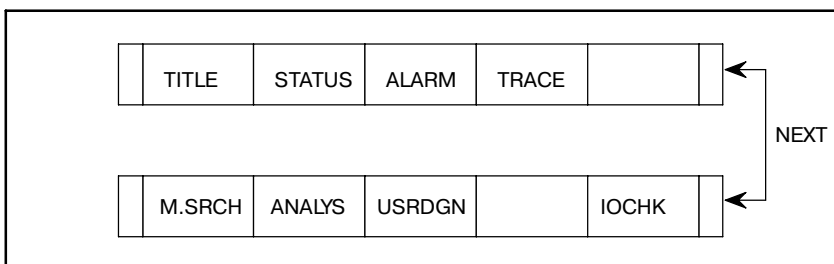 TITLE STATUS ALARM TRACE
NEXT
M.SRCH ANALYS USRDGN IOCHK